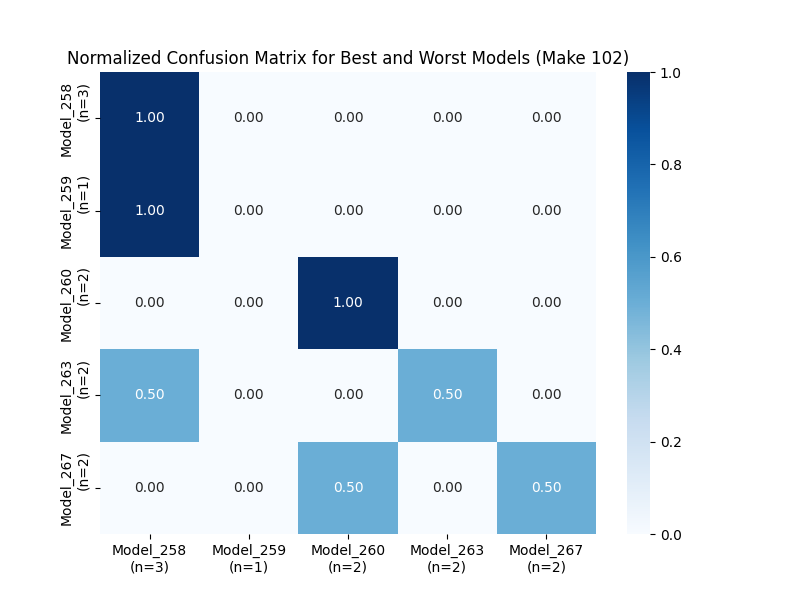 Normalized Confusion Matrix for Best and Worst Models (Make 102)
Model_258
(n=3)
1.00 0.00 0.00 0.00 0.00
Model_259
(n=1)
1.00 0.00 0.00 0.00 0.00
Model_260
(n=2)
0.00 0.00 1.00 0.00 0.00
Model_263
(n=2)
0.50 0.00 0.00 0.50 0.00
Model_267
(n=2)
0.00 0.00 0.50 0.00 0.50
Model_258 Model_259 Model_260 Model_263 Model_267
(n=3) (n=1) (n=2) (n=2) (n=2)
1.0
0.8
0.6
0.4
0.2
0.0